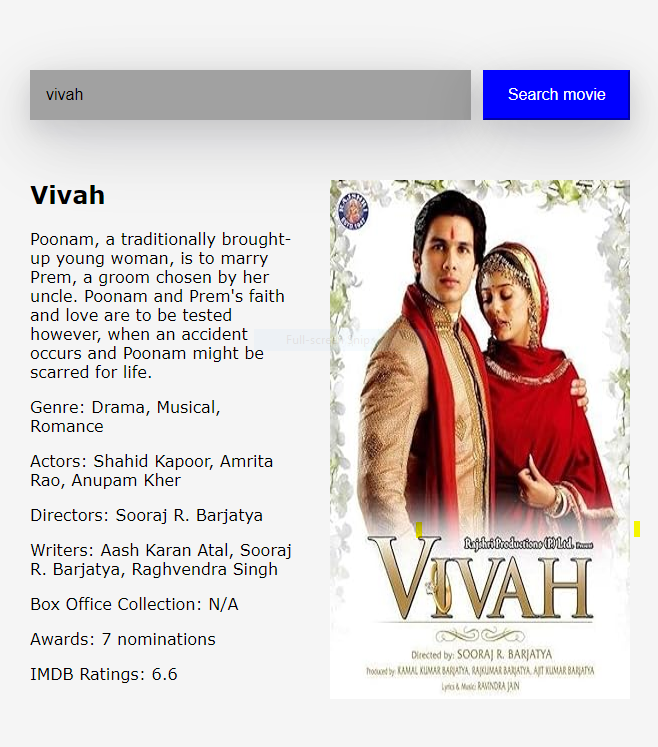 vivah
Search movie
Vivah
Poonam, a traditionally brought-
up young woman, is to marry
Prem, a groom chosen by her
uncle. Poonam and Prem's faith
and love are to be tested
however, when an accident
occurs and Poonam might be
scarred for life.
Genre: Drama, Musical,
Romance
Actors: Shahid Kapoor, Amrita
Rao, Anupam Kher
Directors: Sooraj R. Barjatya
Writers: Aash Karan Atal, Sooraj
R. Barjatya, Raghvendra Singh
Box Office Collection: N/A
Awards: 7 nominations
IMDB Ratings: 6.6
Rajshri Productions (P) Ltd. Presents
VIVAH
Directed by: SOORAJ R. BARJATYA
Produced by: KAMAL KUMAR BARJATYA, RAJKUMAR BARJATYA, AJIT KUMAR BARJATYA
Lyrics & Music: RAVINDRA JAIN